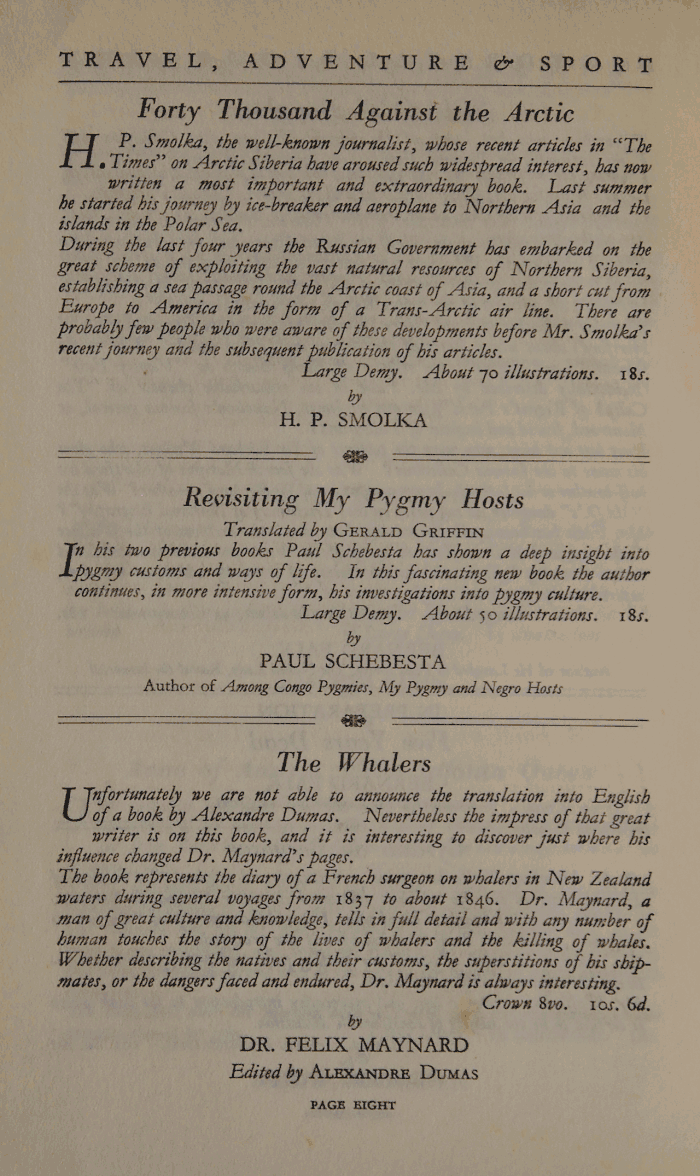 TRAVEL, ADVENTURE & SPORT
Forty Thousand Against the Arctic
H. P. Smolka, the well-known journalist, whose recent articles in “The
Times” on Arctic Siberia have aroused such widespread interest, has now
written a most important and extraordinary book. Last summer
he started his journey by ice-breaker and aeroplane to Northern Asia and the
islands in the Polar Sea.
During the last four years the Russian Government has embarked on the
great scheme of exploiting the vast natural resources of Northern Siberia,
establishing a sea passage round the Arctic coast of Asia, and a short cut from
Europe to America in the form of a Trans-Arctic air line. There are
probably few people who were aware of these developments before Mr. Smolka’s
recent journey and the subsequent publication of his articles.
Large Demy. About 70 illustrations. 18s.
by
H. P. SMOLKA
Revisiting My Pygmy Hosts
Translated by GERALD GRIFFIN
In his two previous books Paul Schebesta has shown a deep insight into
pygmy customs and ways of life. In this fascinating new book the author
continues, in more intensive form, his investigations into pygmy culture.
Large Demy. About 50 illustrations. 18s.
by
PAUL SCHEBESTA
Author of Among Congo Pygmies, My Pygmy and Negro Hosts
The Whalers
Unfortunately we are not able to announce the translation into English
of a book by Alexandre Dumas. Nevertheless the impress of that great
writer is on this book, and it is interesting to discover just where his
influence changed Dr. Maynard’s pages.
The book represents the diary of a French surgeon on whalers in New Zealand
waters during several voyages from 1837 to about 1846. Dr. Maynard, a
man of great culture and knowledge, tells in full detail and with any number of
human touches the story of the lives of whalers and the killing of whales.
Whether describing the natives and their customs, the superstitions of his ship-
mates, or the dangers faced and endured, Dr. Maynard is always interesting.
Crown 8vo. 10s. 6d.
by
DR. FELIX MAYNARD
Edited by ALEXANDRE DUMAS
PAGE EIGHT